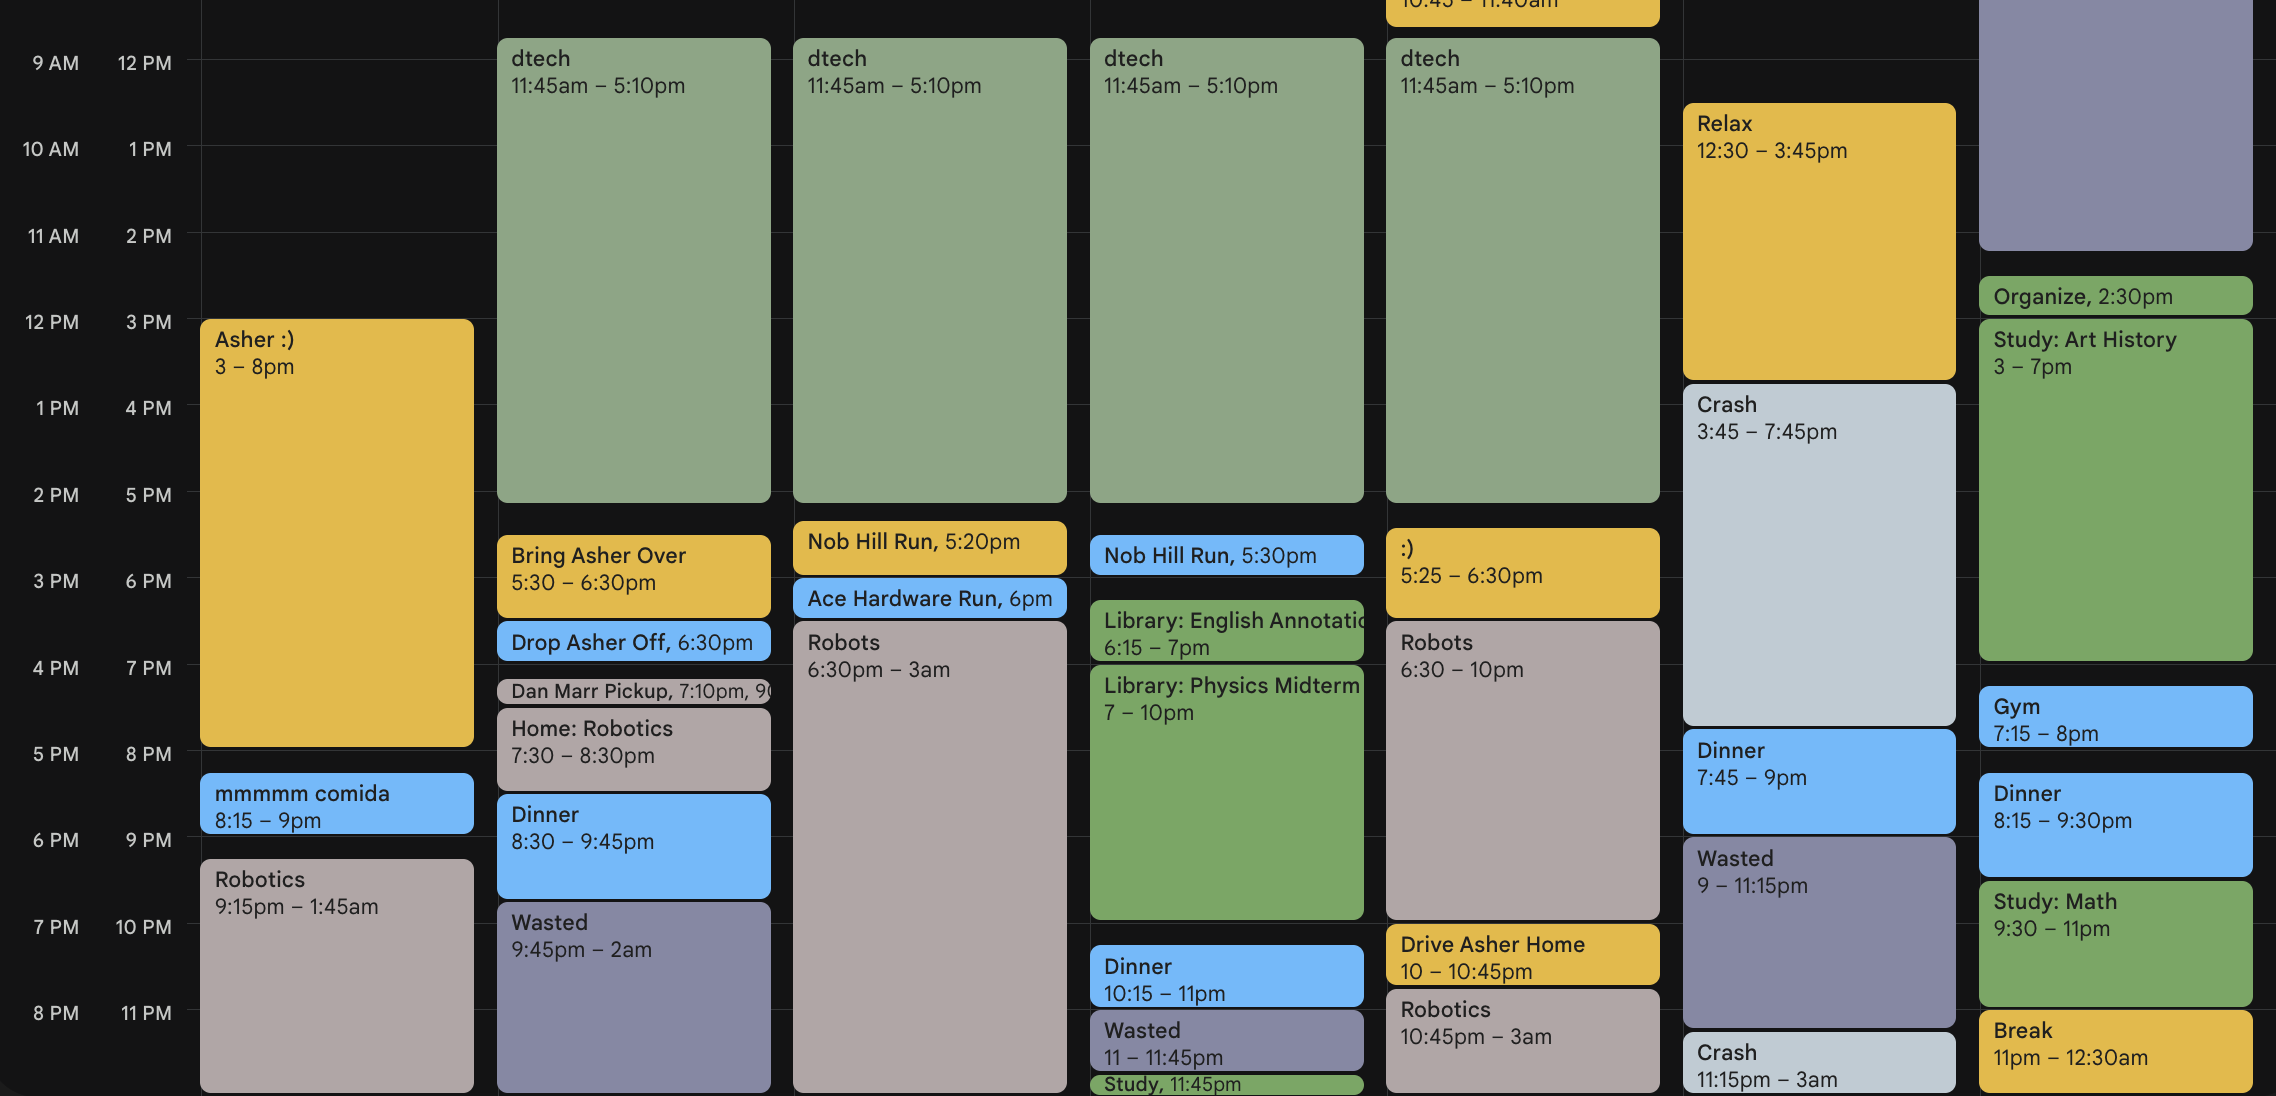 9 AM
10 AM
11 AM
12 PM
1 PM
2 PM
3 PM
4 PM
5 PM
6 PM
7 PM
8 PM
12 PM
1 PM
2 PM
3 PM
4 PM
5 PM
6 PM
7 PM
8 PM
9 PM
10 PM
11 PM
Asher :)
3 – 8pm
mmmmm comida
8:15 – 9pm
Robotics
9:15pm – 1:45am
dtech
11:45am – 5:10pm
Bring Asher Over
5:30 – 6:30pm
Drop Asher Off, 6:30pm
Dan Marr Pickup, 7:10pm,
Home: Robotics
7:30 – 8:30pm
Dinner
8:30 – 9:45pm
Wasted
9:45pm – 2am
dtech
11:45am – 5:10pm
Nob Hill Run, 5:20pm
Ace Hardware Run, 6pm
Robots
6:30pm – 3am
dtech
11:45am – 5:10pm
Nob Hill Run, 5:30pm
Library: English
6:15 – 7pm
Library: Physics Midterm
7 – 10pm
Dinner
10:15 – 11pm
Wasted
11 – 11:45pm
Study, 11:45pm
10:45 – 11:40am
dtech
11:45am – 5:10pm
:)
5:25 – 6:30pm
Robots
6:30 – 10pm
Drive Asher Home
10 – 10:45pm
Robotics
10:45pm – 3am
Relax
12:30 – 3:45pm
Crash
3:45 – 7:45pm
Dinner
7:45 – 9pm
Wasted
9 – 11:15pm
Crash
11:15pm – 3am
Organize, 2:30pm
Study: Art History
3 – 7pm
Gym
7:15 – 8pm
Dinner
8:15 – 9:30pm
Study: Math
9:30 – 11pm
Break
11pm – 12:30am